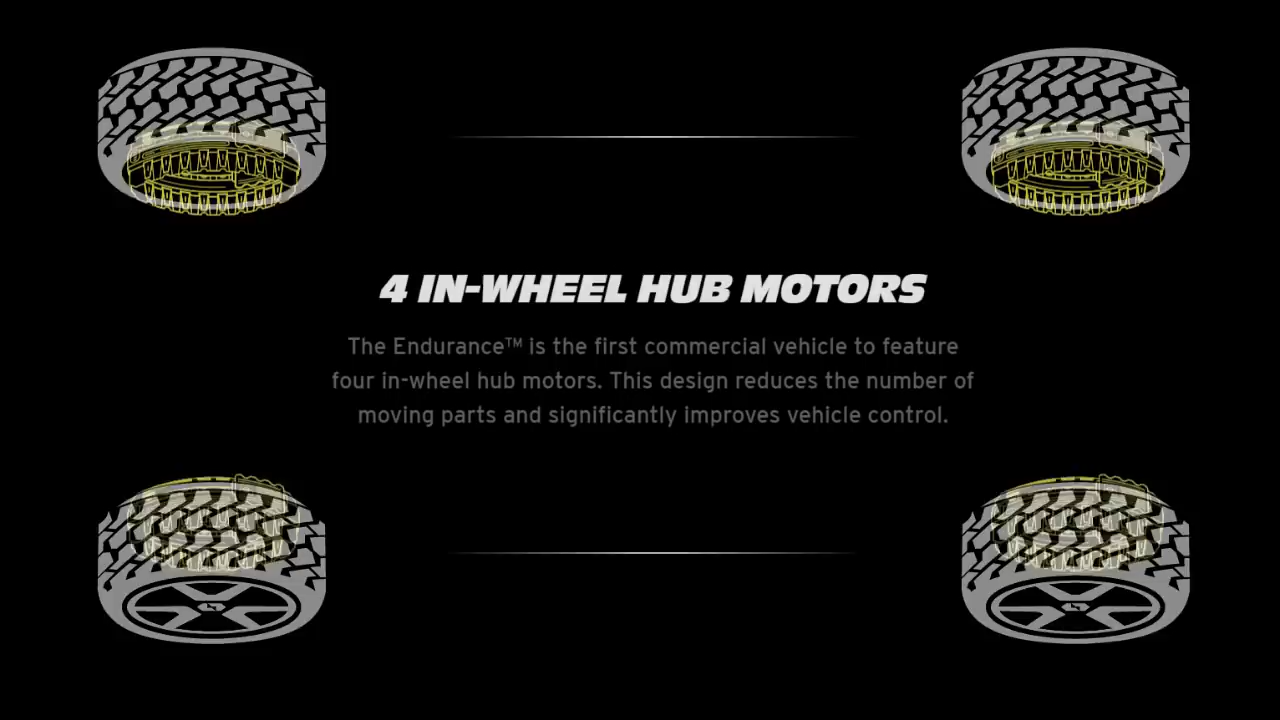 4 IN-WHEEL HUB MOTORS
The Endurance™ is the first commercial vehicle to feature
four in-wheel hub motors. This design reduces the number of
moving parts and significantly improves vehicle control.